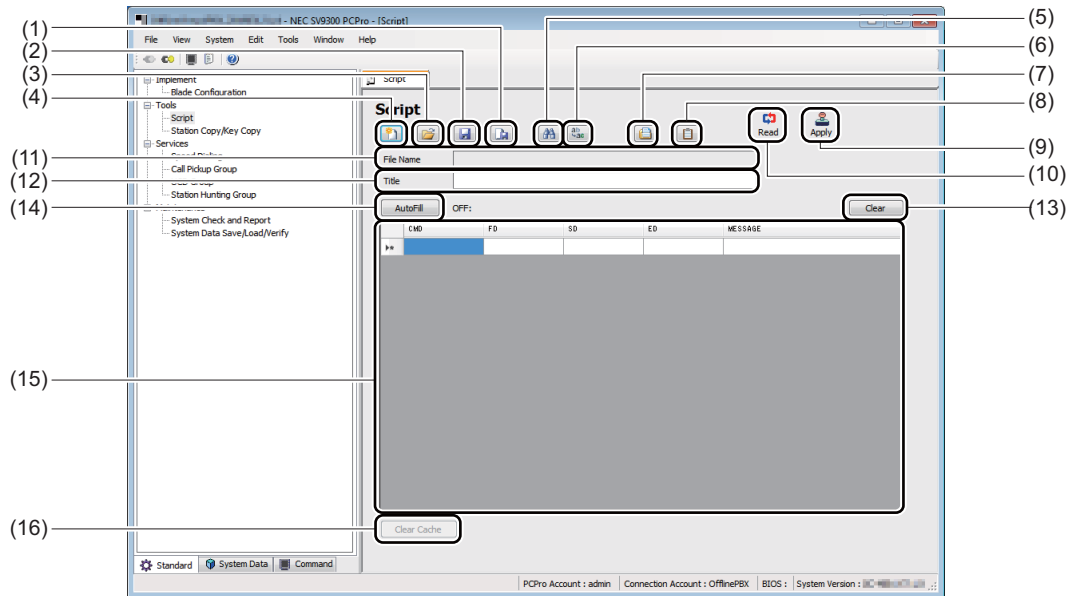 - NEC SV9300 PCPro - [Script]
File View System Edit Tools Window Help
(1)
(2)
(3)
(4)
(5)
(6)
(7)
(8)
(9)
(10)
(11)
(12)
(13)
(14)
(15)
(16)
Implement
Blade Configuration
Tools
Script
Station Copy/Key Copy
Services
Call Pickup Group
Station Hunting Group
System Check and Report
System Data Save/Load/Verify
Script
Script
ab
ac
Read
Apply
File Name
Title
AutoFill OFF:
Clear
CMD FD SD ED MESSAGE
Clear Cache
Standard System Data Command
PCPro Account : admin Connection Account : OfflinePBX BIOS : System Version :